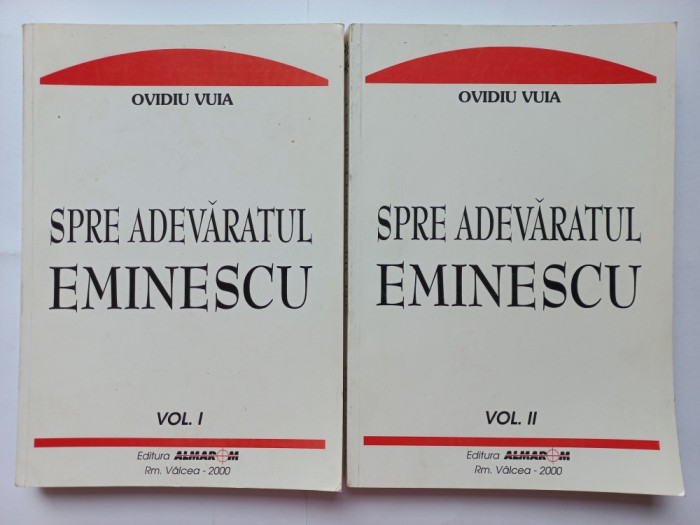 OVIDIU VUIA
SPRE ADEVĂRATUL
EMINESCU
VOL. I
Editura ALMAROM
Rm. Vâlcea - 2000
OVIDIU VUIA
SPRE ADEVĂRATUL
EMINESCU
VOL. II
Editura ALMAROM
Rm. Vâlcea - 2000